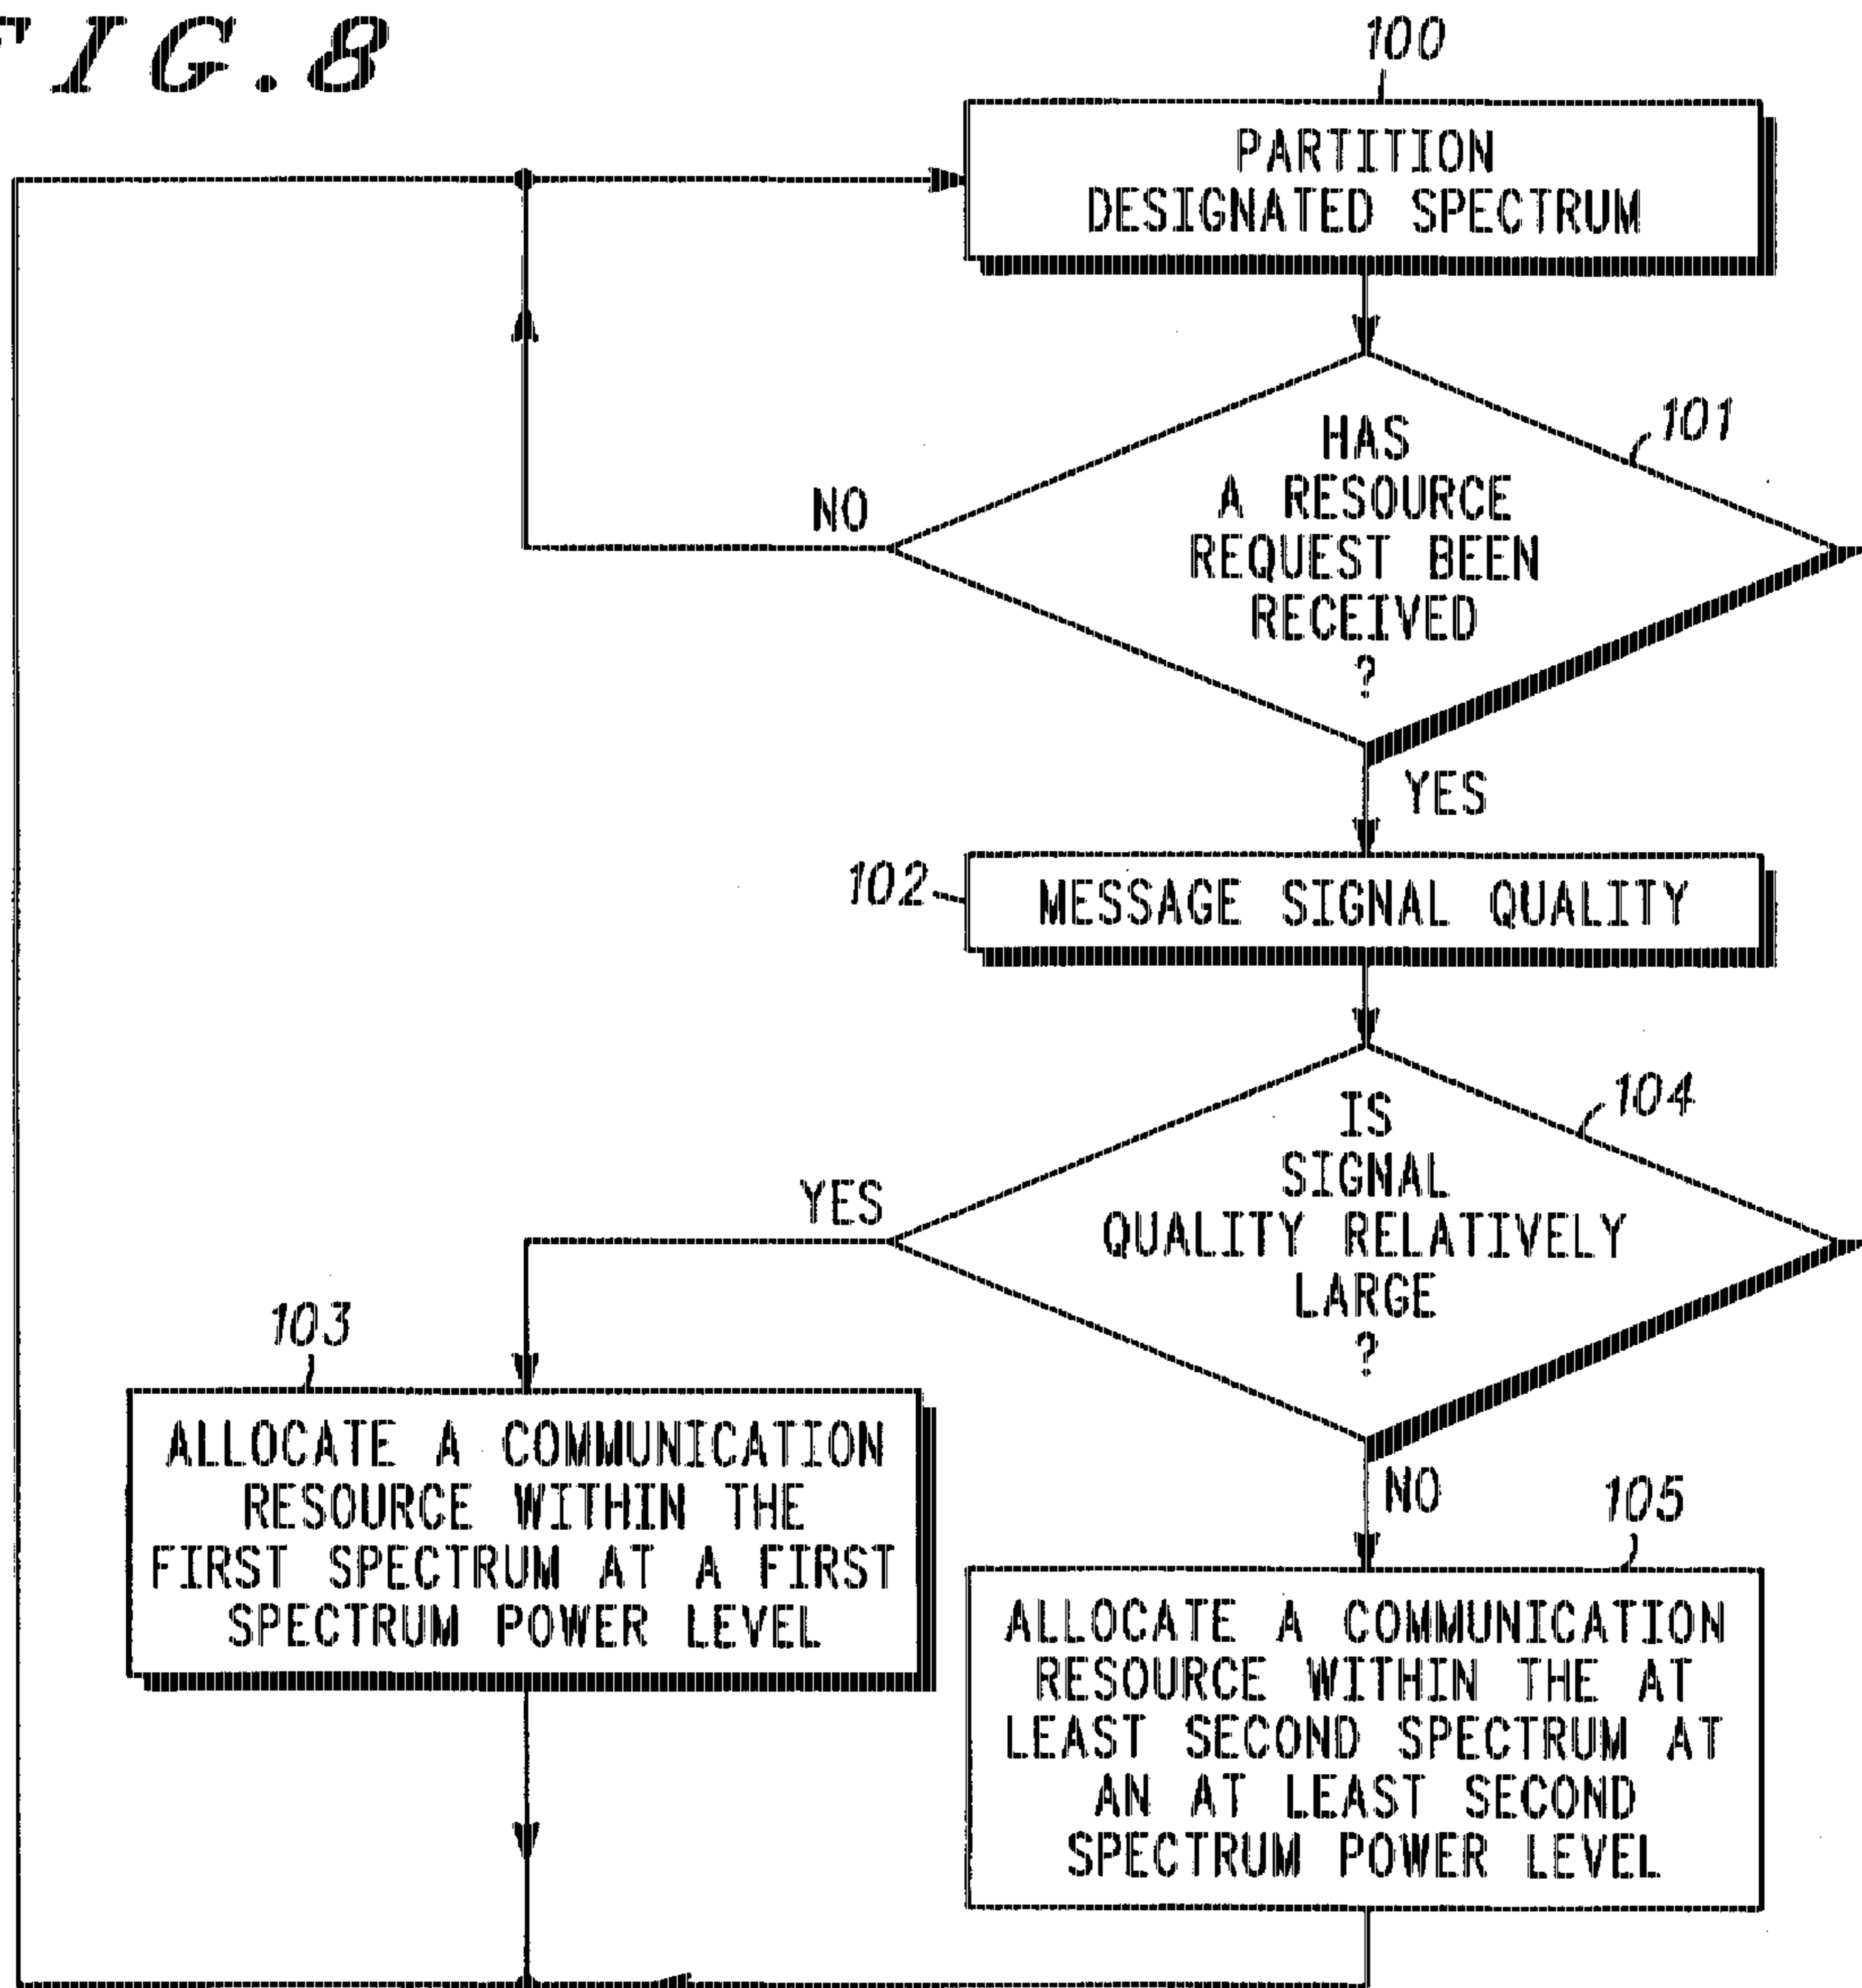 FIG.8
100
PARTITION
DESIGNATED SPECTRUM
101
HAS
A RESOURCE
REQUEST BEEN
RECEIVED
?
NO
YES
102
MESSAGE SIGNAL QUALITY
104
IS
SIGNAL
QUALITY RELATIVELY
LARGE
?
YES
NO
103
ALLOCATE A COMMUNICATION
RESOURCE WITHIN THE
FIRST SPECTRUM AT A FIRST
SPECTRUM POWER LEVEL
105
ALLOCATE A COMMUNICATION
RESOURCE WITHIN THE AT
LEAST SECOND SPECTRUM AT
AN AT LEAST SECOND
SPECTRUM POWER LEVEL